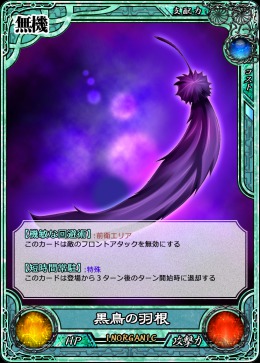 無機
支配力
コスト
【機敏な回避術】:前衛エリア
このカードは敵のフロントアタックを無効にする
【短時間常駐】:特殊
このカードは登場から3ターン後のターン開始時に退却する
黒鳥の羽根
HP
INORGANIC
攻撃力